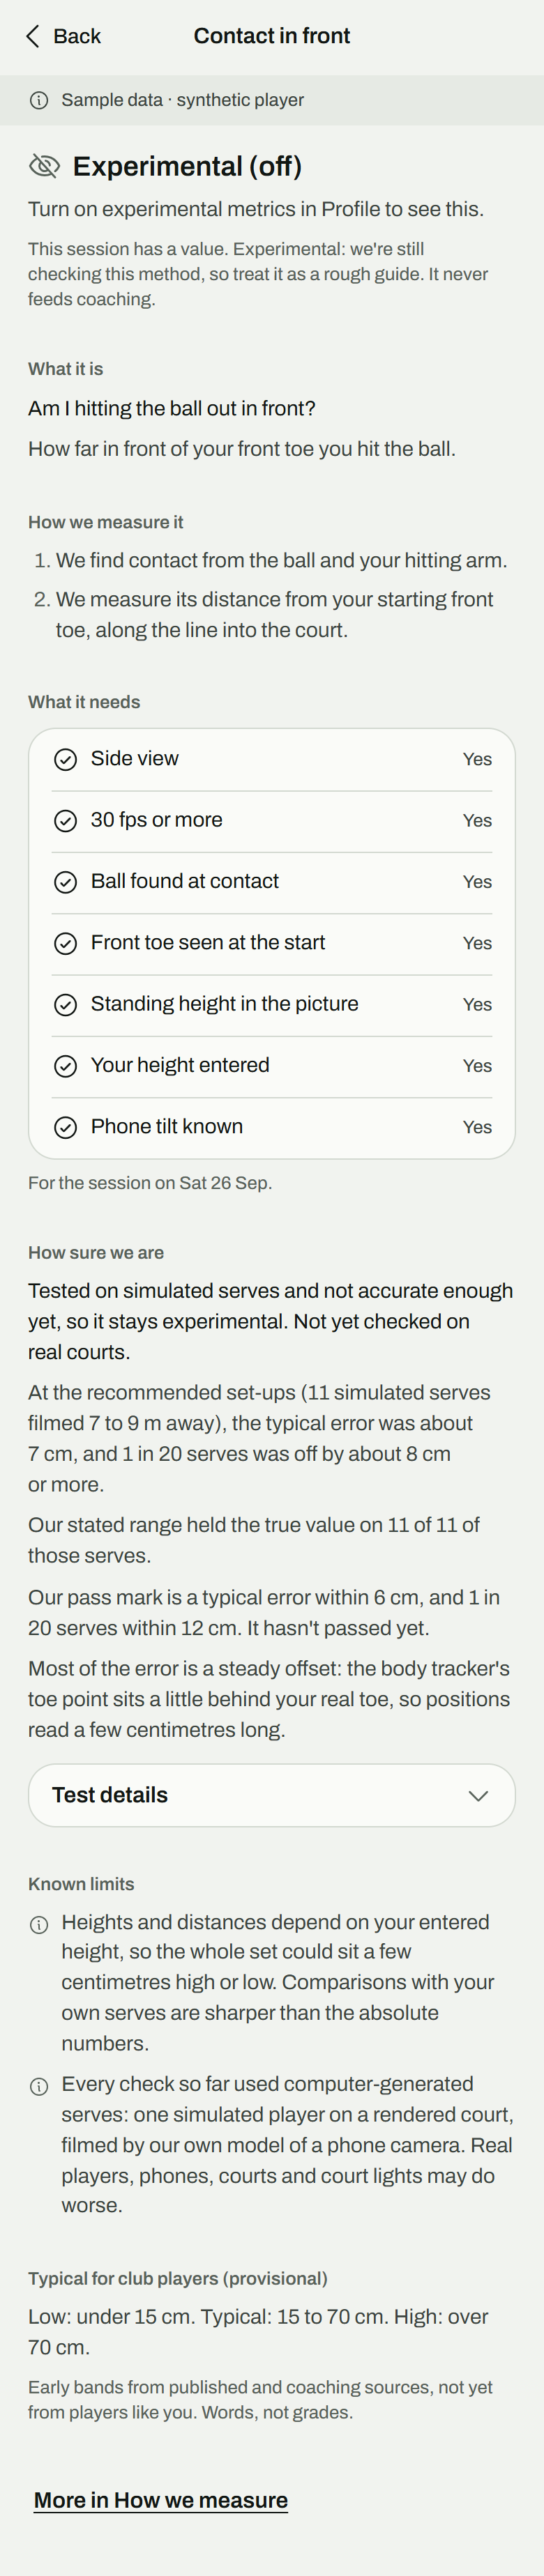 Back
Contact in front
Sample data · synthetic player
Experimental (off)
Turn on experimental metrics in Profile to see this.
This session has a value. Experimental: we're still
checking this method, so treat it as a rough guide. It never
feeds coaching.
What it is
Am I hitting the ball out in front?
How far in front of your front toe you hit the ball.
How we measure it
1. We find contact from the ball and your hitting arm.
2. We measure its distance from your starting front
toe, along the line into the court.
What it needs
Side view Yes
30 fps or more Yes
Ball found at contact Yes
Front toe seen at the start Yes
Standing height in the picture Yes
Your height entered Yes
Phone tilt known Yes
For the session on Sat 26 Sep.
How sure we are
Tested on simulated serves and not accurate enough
yet, so it stays experimental. Not yet checked on
real courts.
At the recommended set-ups (11 simulated serves
filmed 7 to 9 m away), the typical error was about
7 cm, and 1 in 20 serves was off by about 8 cm
or more.
Our stated range held the true value on 11 of 11 of
those serves.
Our pass mark is a typical error within 6 cm, and 1 in
20 serves within 12 cm. It hasn't passed yet.
Most of the error is a steady offset: the body tracker's
toe point sits a little behind your real toe, so positions
read a few centimetres long.
Test details
Known limits
Heights and distances depend on your entered
height, so the whole set could sit a few
centimetres high or low. Comparisons with your
own serves are sharper than the absolute
numbers.
Every check so far used computer-generated
serves: one simulated player on a rendered court,
filmed by our own model of a phone camera. Real
players, phones, courts and court lights may do
worse.
Typical for club players (provisional)
Low: under 15 cm. Typical: 15 to 70 cm. High: over
70 cm.
Early bands from published and coaching sources, not yet
from players like you. Words, not grades.
More in How we measure